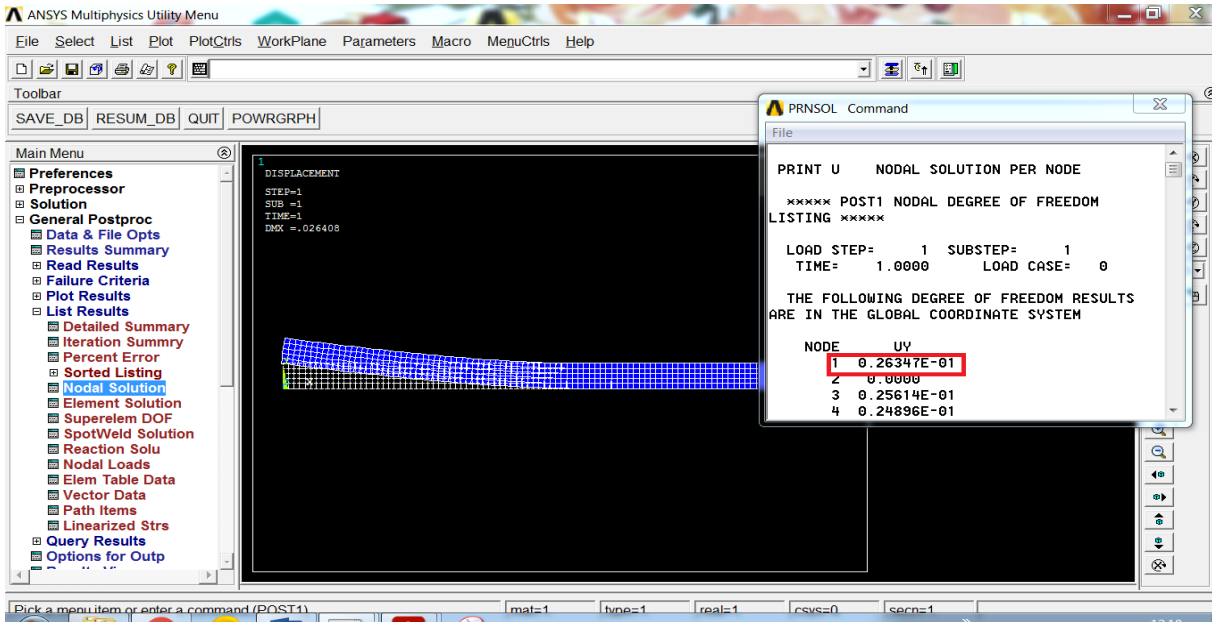 ANSYS Multiphysics Utility Menu
File Select List Plot PlotCtrls WorkPlane Parameters Macro MenuCtrls Help
Toolbar
SAVE_DB RESUM_DB QUIT POWRGRPH
Main Menu
Preferences
Preprocessor
Solution
General Postproc
Data & File Opts
Results Summary
Read Results
Failure Criteria
Plot Results
List Results
Detailed Summary
Iteration Summry
Percent Error
Sorted Listing
Nodal Solution
Element Solution
Superelem DOF
SpotWeld Solution
Reaction Solu
Nodal Loads
Elem Table Data
Vector Data
Path Items
Linearized Strs
Query Results
Options for Outp
1
DISPLACEMENT
STEP=1
SUB =1
TIME=1
DMX =.026408
X
PRNSOL Command
File
PRINT U NODAL SOLUTION PER NODE
***** POST1 NODAL DEGREE OF FREEDOM
LISTING *****
LOAD STEP= 1 SUBSTEP= 1
TIME= 1.0000 LOAD CASE= 0
THE FOLLOWING DEGREE OF FREEDOM RESULTS
ARE IN THE GLOBAL COORDINATE SYSTEM
NODE UY
1 0.26347E-01
2 0.0000
3 0.25614E-01
4 0.24896E-01
Pick a menu item or enter a command (POST1)
mat=1 type=1 real=1 csys=0 secn=1